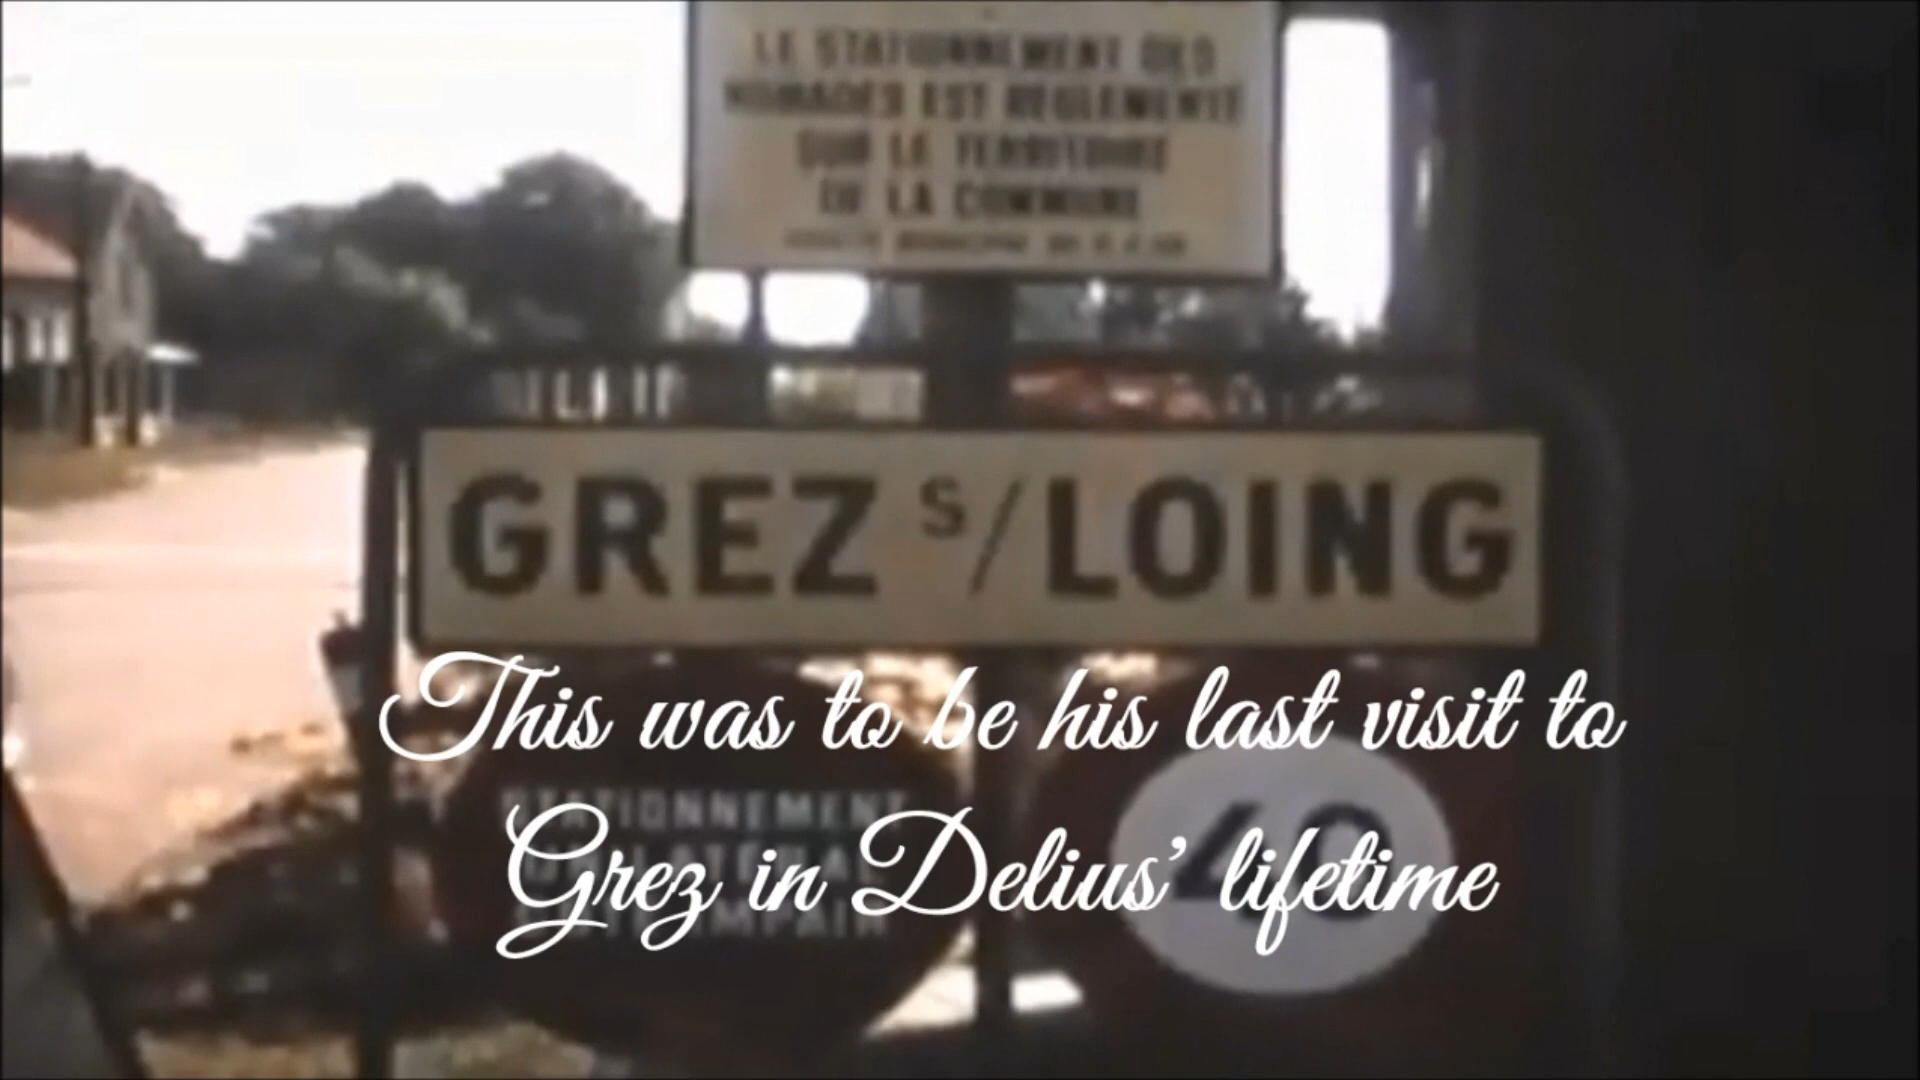 LE STATIONNEMENT DES
NOMADES EST REGLEMENTE
SUR LE TERRITOIRE
DE LA COMMUNE
GREZ S/LOING
This was to be his last visit to
STATIONNEMENT
40
Grez in Delius' lifetime